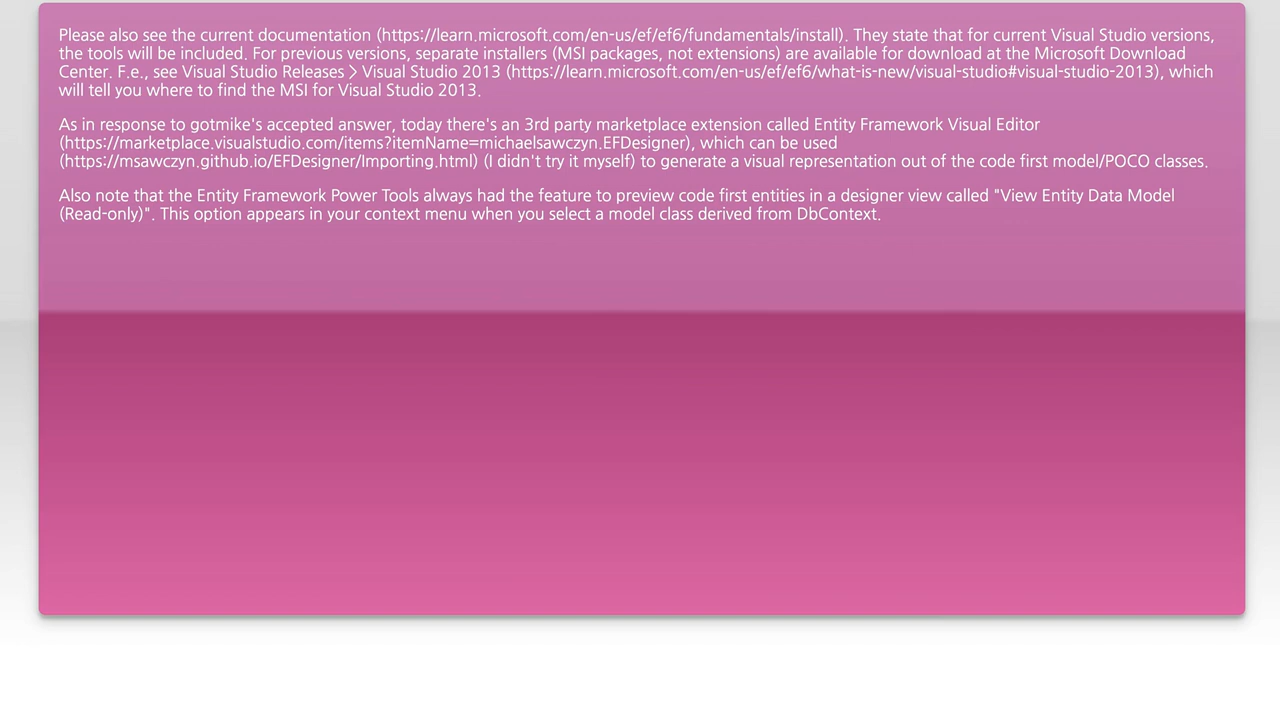 Please also see the current documentation (https://learn.microsoft.com/en-us/ef/ef6/fundamentals/install). They state that for current Visual Studio versions,
the tools will be included. For previous versions, separate installers (MSI packages, not extensions) are available for download at the Microsoft Download
Center. F.e., see Visual Studio Releases > Visual Studio 2013 (https://learn.microsoft.com/en-us/ef/ef6/what-is-new/visual-studio#visual-studio-2013), which
will tell you where to find the MSI for Visual Studio 2013.
As in response to gotmike's accepted answer, today there's an 3rd party marketplace extension called Entity Framework Visual Editor
(https://marketplace.visualstudio.com/items?itemName=michaelsawczyn.EFDesigner), which can be used
(https://msawczyn.github.io/EFDesigner/Importing.html) (I didn't try it myself) to generate a visual representation out of the code first model/POCO classes.
Also note that the Entity Framework Power Tools always had the feature to preview code first entities in a designer view called "View Entity Data Model
(Read-only)". This option appears in your context menu when you select a model class derived from DbContext.